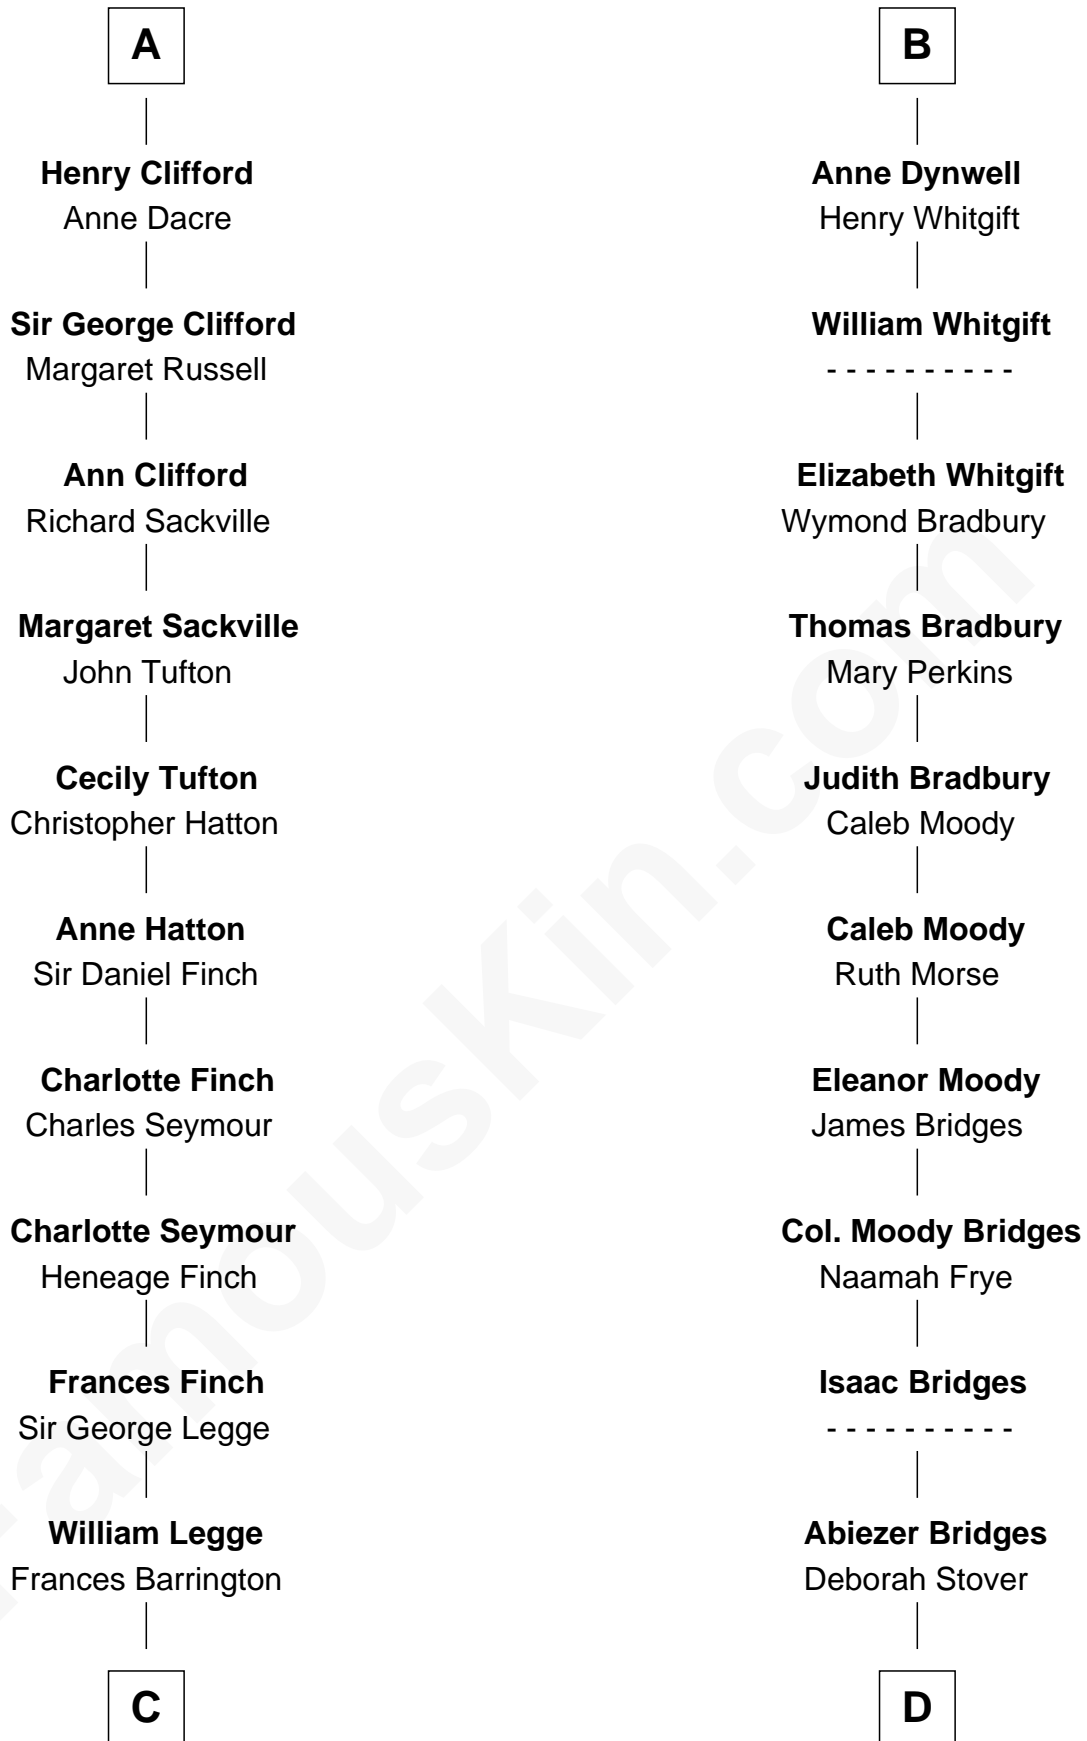 A
Henry Clifford
Anne Dacre
Sir George Clifford
Margaret Russell
Ann Clifford
Richard Sackville
Margaret Sackville
John Tufton
Cecily Tufton
Christopher Hatton
Anne Hatton
Sir Daniel Finch
Charlotte Finch
Charles Seymour
Charlotte Seymour
Heneage Finch
Frances Finch
Sir George Legge
William Legge
Frances Barrington
C
B
Anne Dynwell
Henry Whitgift
William Whitgift
- - - - - - - - - -
Elizabeth Whitgift
Wymond Bradbury
Thomas Bradbury
Mary Perkins
Judith Bradbury
Caleb Moody
Caleb Moody
Ruth Morse
Eleanor Moody
James Bridges
Col. Moody Bridges
Naamah Frye
Isaac Bridges
- - - - - - - - - -
Abiezer Bridges
Deborah Stover
D
FamousKin.com